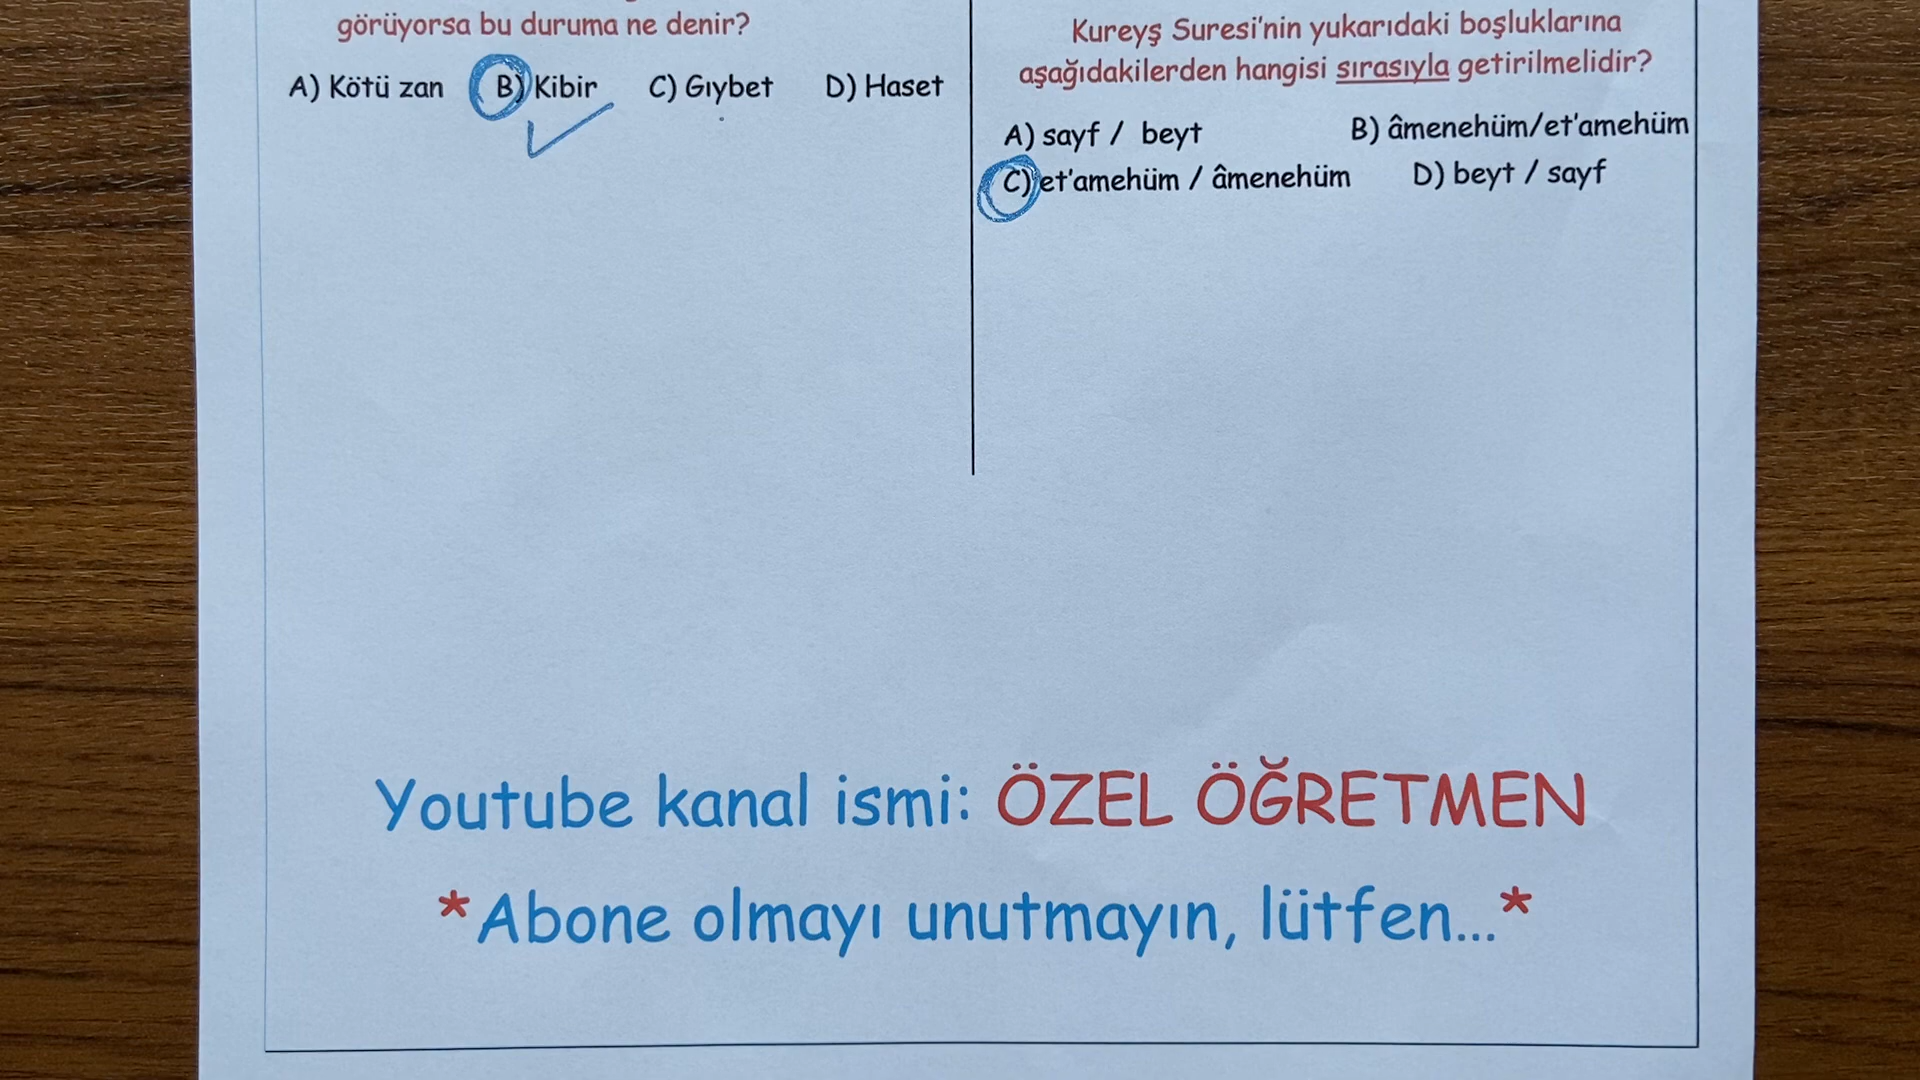 görüyorsa bu duruma ne denir?
A) Kötü zan B) Kibir C) Gıybet D) Haset
Kureyş Suresi'nin yukarıdaki boşluklarına
aşağıdakilerden hangisi sırasıyla getirilmelidir?
A) sayf / beyt B) âmenehüm/et'amehüm
C) et'amehüm / âmenehüm D) beyt / sayf
Youtube kanal ismi: ÖZEL ÖĞRETMEN
*Abone olmayı unutmayın, lütfen...*